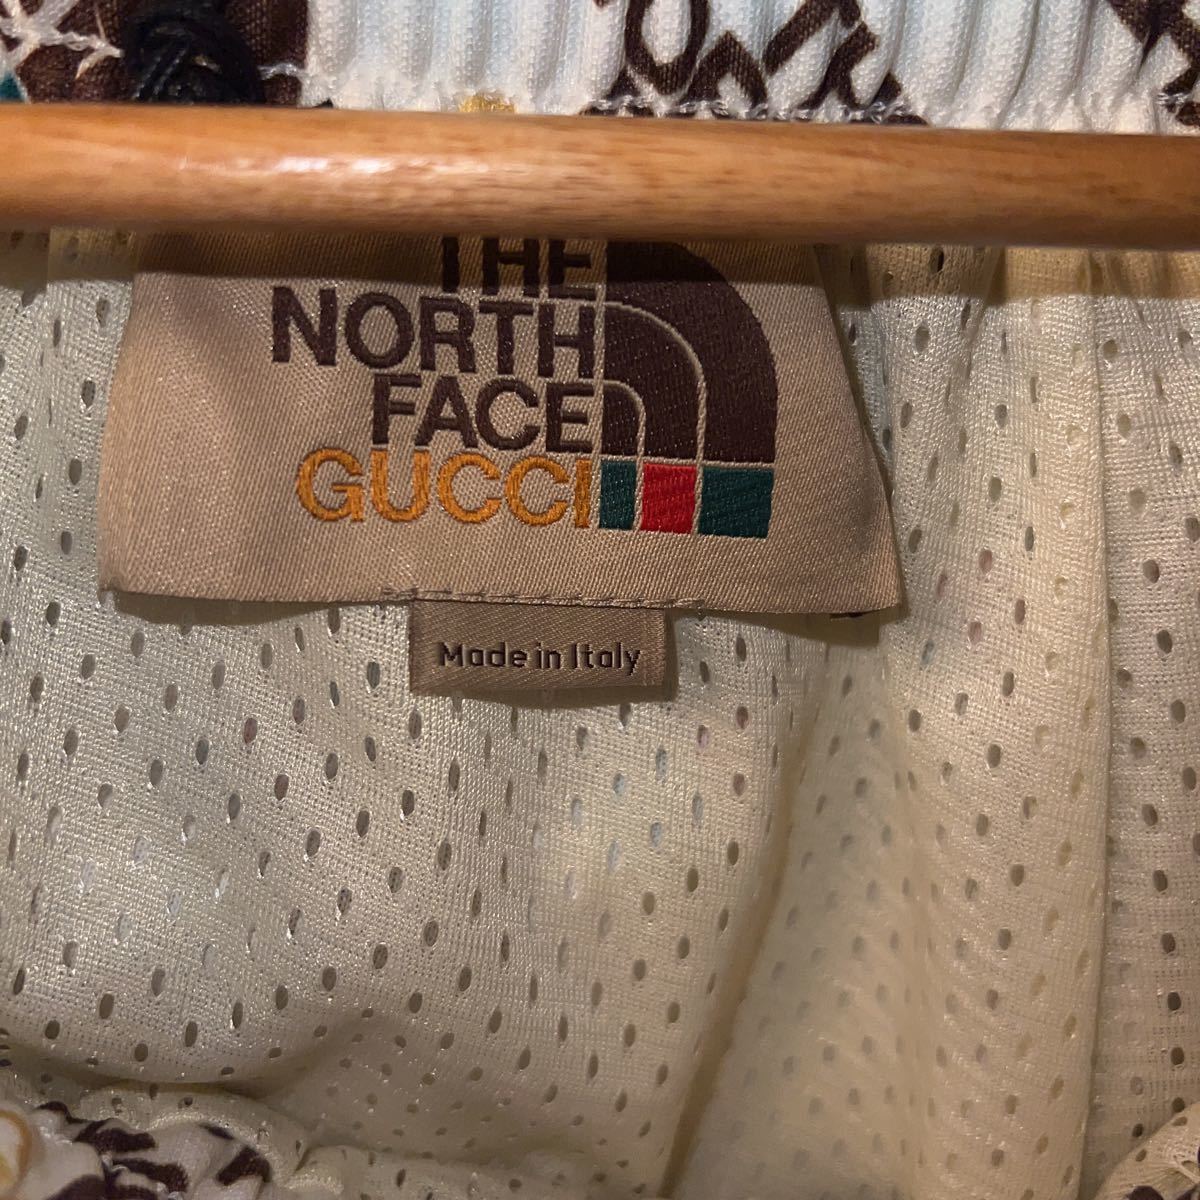 THE
NORTH
FACE
GUCCI
Made in Italy